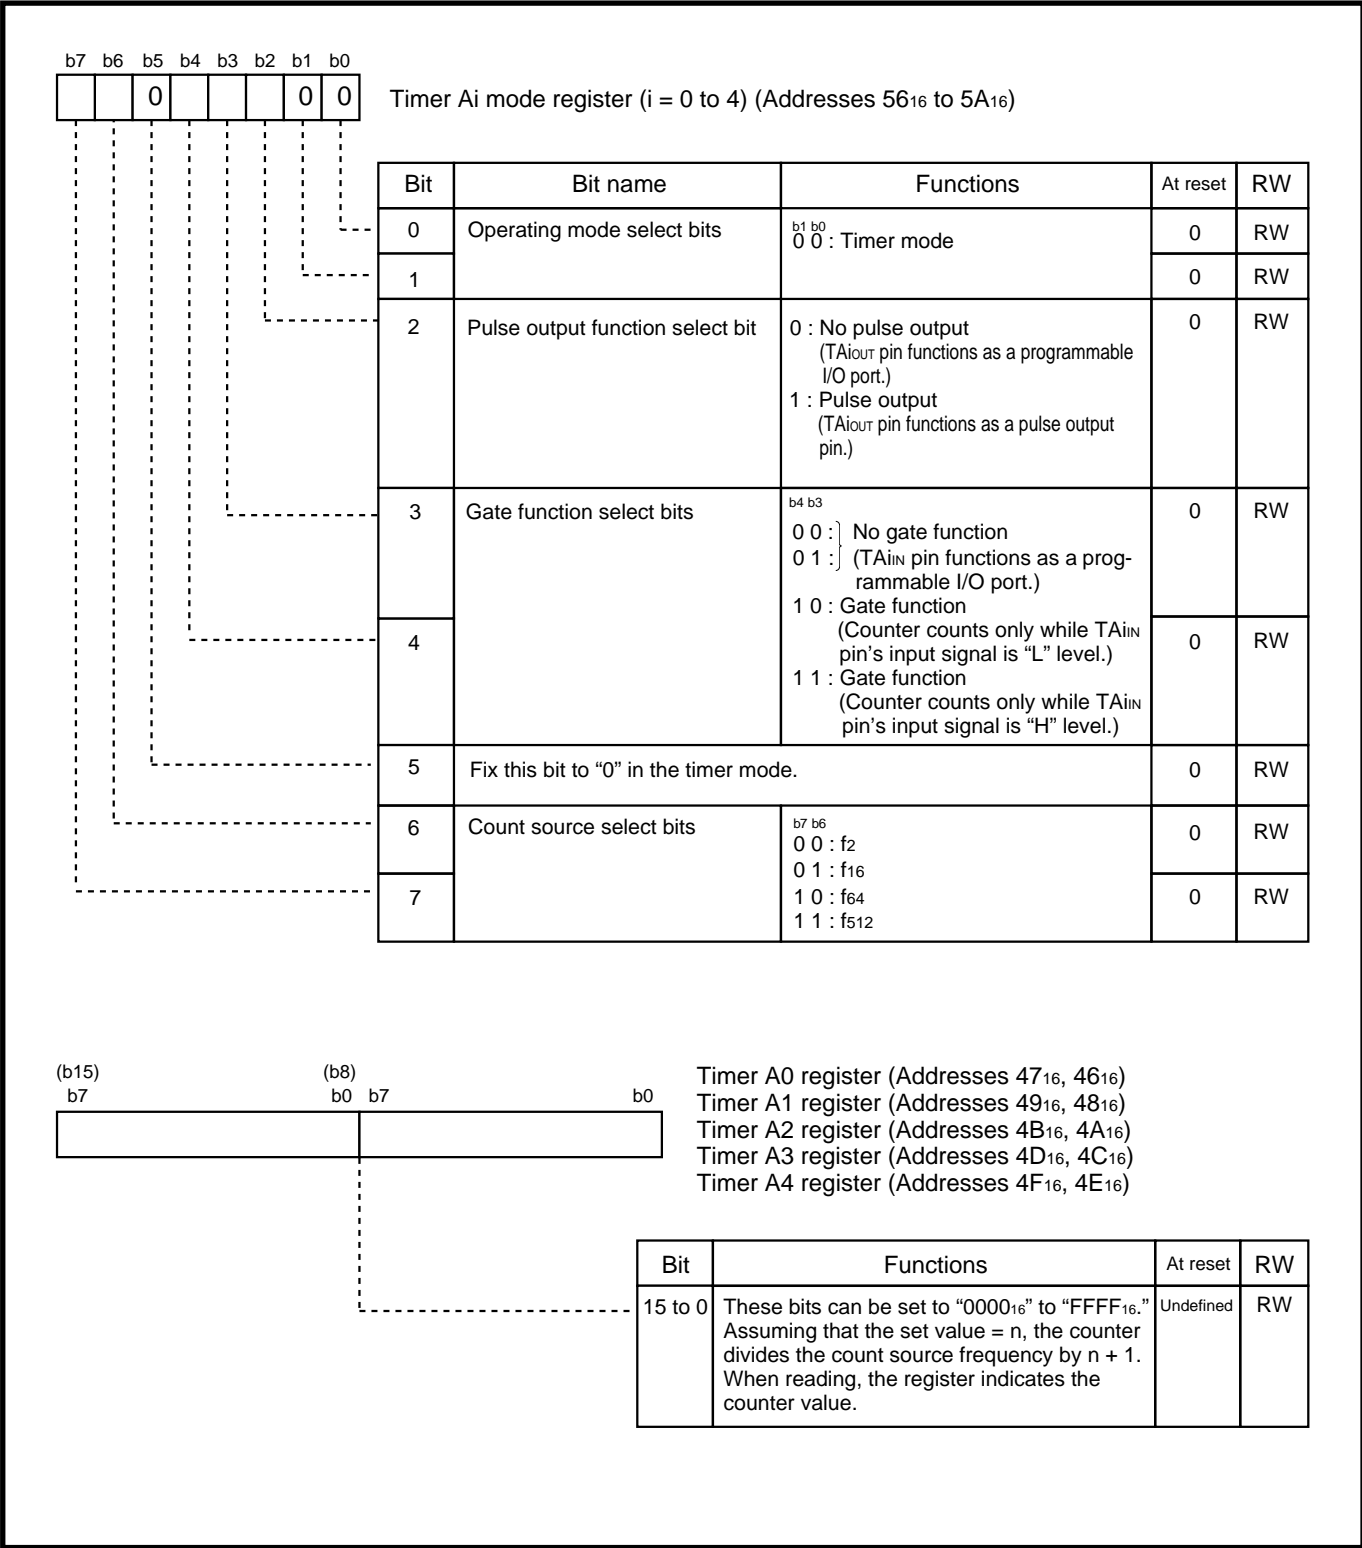 b7 b6 b5 b4 b3 b2 b1 b0
0 0 0
Timer Ai mode register (i = 0 to 4) (Addresses 5616 to 5A16)
Bit Bit name Functions At reset RW
0 Operating mode select bits b1 b0 0 RW
0 0 : Timer mode
1 0 RW
2 Pulse output function select bit 0 : No pulse output 0 RW
(TAiOUT pin functions as a programmable
I/O port.)
1 : Pulse output
(TAiOUT pin functions as a pulse output
pin.)
3 Gate function select bits b4 b3 0 RW
0 0 : No gate function
0 1 : (TAiIN pin functions as a prog-
rammable I/O port.)
1 0 : Gate function
4 (Counter counts only while TAiIN 0 RW
pin’s input signal is “L” level.)
1 1 : Gate function
(Counter counts only while TAiIN
pin’s input signal is “H” level.)
5 Fix this bit to “0” in the timer mode. 0 RW
6 Count source select bits b7 b6 0 RW
0 0 : f2
0 1 : f16
7 1 0 : f64 0 RW
1 1 : f512
(b15) (b8)
b7 b0 b7 b0
Timer A0 register (Addresses 4716, 4616)
Timer A1 register (Addresses 4916, 4816)
Timer A2 register (Addresses 4B16, 4A16)
Timer A3 register (Addresses 4D16, 4C16)
Timer A4 register (Addresses 4F16, 4E16)
Bit Functions At reset RW
15 to 0 These bits can be set to “000016” to “FFFF16.” Undefined RW
Assuming that the set value = n, the counter
divides the count source frequency by n + 1.
When reading, the register indicates the
counter value.